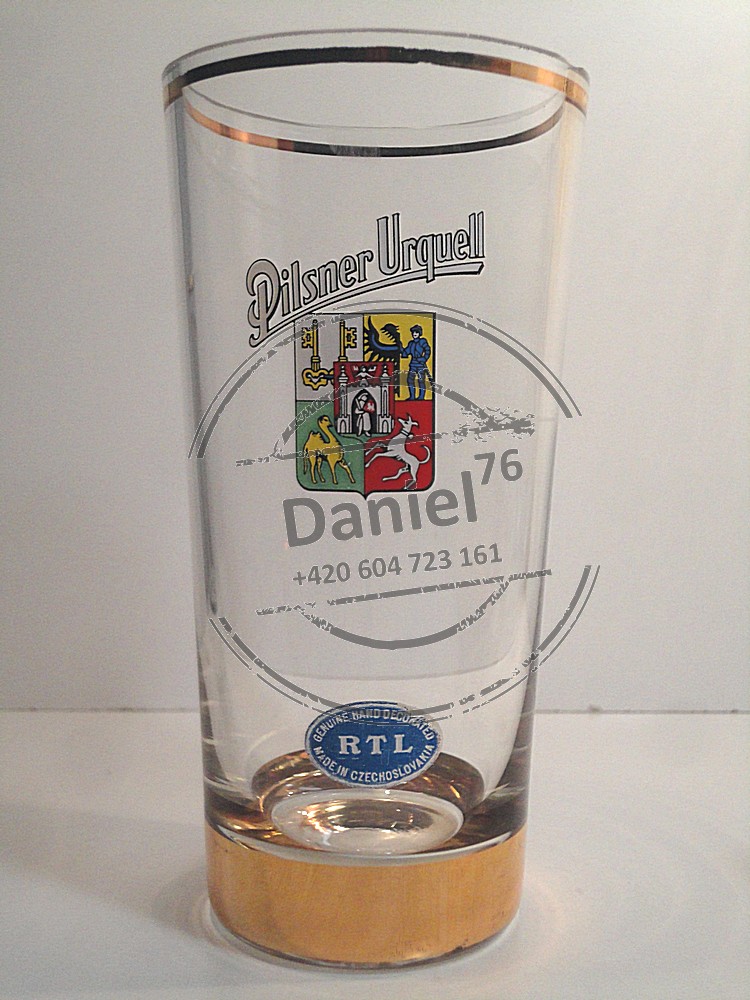 Pilsner Urquell
Daniel76
+420 604 723 161
GENUINE HAND DECORATED
RTL
MADE IN CZECHOSLOVAKIA